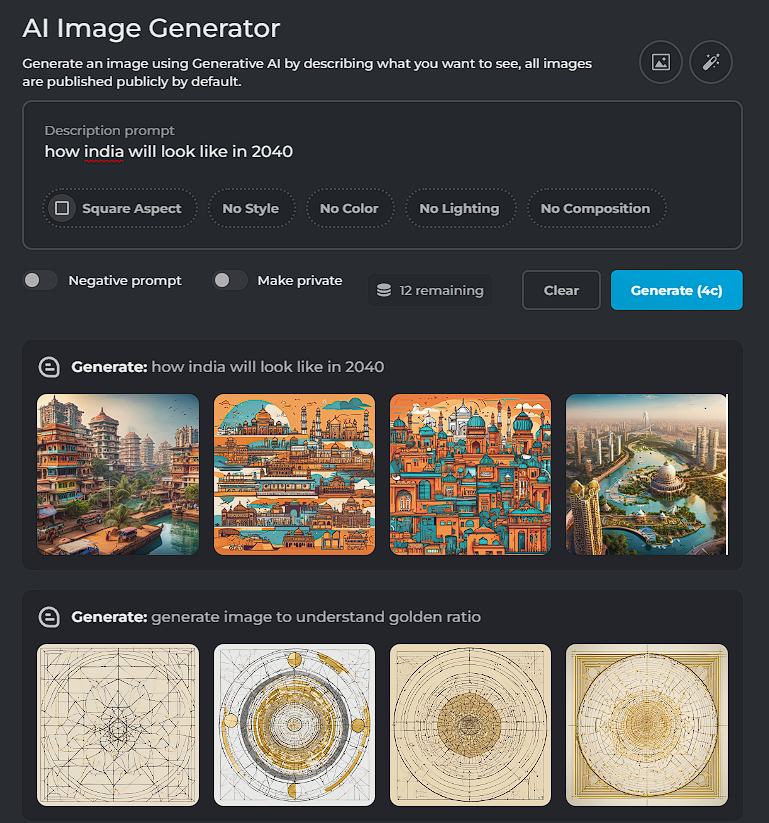 AI Image Generator
Generate an image using Generative AI by describing what you want to see, all images
are published publicly by default.
Description prompt
how india will look like in 2040
Square Aspect
No Style
No Color
No Lighting
No Composition
Negative prompt
Make private
12 remaining
Clear
Generate (4c)
Generate: how india will look like in 2040
Generate: generate image to understand golden ratio